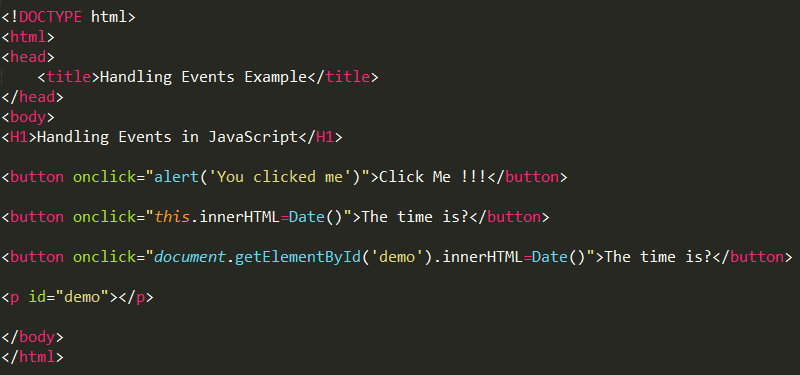 <!DOCTYPE html>
<html>
<head>
    <title>Handling Events Example</title>
</head>
<body>
<H1>Handling Events in JavaScript</H1>

<button onclick="alert('You clicked me')">Click Me !!!</button>

<button onclick="this.innerHTML=Date()">The time is?</button>

<button onclick="document.getElementById('demo').innerHTML=Date()">The time is?</button>

<p id="demo"></p>

</body>
</html>